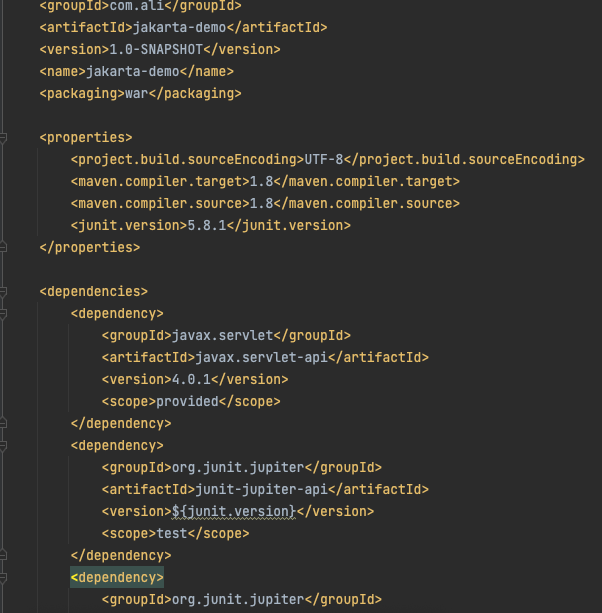 <groupId>com.ali</groupId>
<artifactId>jakarta-demo</artifactId>
<version>1.0-SNAPSHOT</version>
<name>jakarta-demo</name>
<packaging>war</packaging>
<properties>
<project.build.sourceEncoding>UTF-8</project.build.sourceEncoding>
<maven.compiler.target>1.8</maven.compiler.target>
<maven.compiler.source>1.8</maven.compiler.source>
<junit.version>5.8.1</junit.version>
</properties>
<dependencies>
<dependency>
<groupId>javax.servlet</groupId>
<artifactId>javax.servlet-api</artifactId>
<version>4.0.1</version>
<scope>provided</scope>
</dependency>
<dependency>
<groupId>org.junit.jupiter</groupId>
<artifactId>junit-jupiter-api</artifactId>
<version>${junit.version}</version>
<scope>test</scope>
</dependency>
<dependency>
<groupId>org.junit.jupiter</groupId>